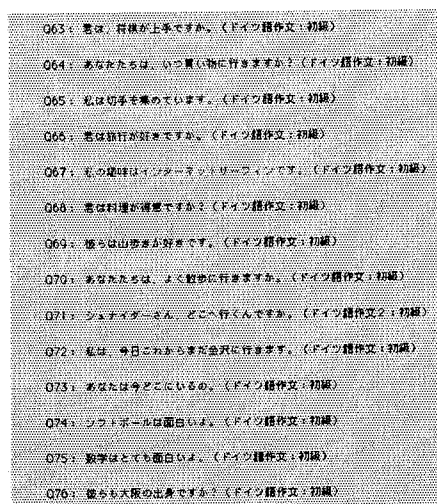 Q63： 君は、将棋が上手ですか。（ドイツ語作文：初級）
Q64： あなたたちは、いつ買い物に行きますか？（ドイツ語作文：初級）
Q65： 私は切手を集めています。（ドイツ語作文：初級）
Q66： 君は旅行が好きですか。（ドイツ語作文：初級）
Q67： 私の趣味はインターネットサーフィンです。（ドイツ語作文：初級）
Q68： 君は料理が得意ですか？（ドイツ語作文：初級）
Q69： 彼らは山歩きが好きです。（ドイツ語作文：初級）
Q70： あなたたちは、よく散歩に行きますか。（ドイツ語作文：初級）
Q71： シュナイダーさん、どこへ行くんですか。（ドイツ語作文２：初級）
Q72： 私は、今日これからまだ金沢に行きます。（ドイツ語作文：初級）
Q73： あなたは今どこにいるの。（ドイツ語作文：初級）
Q74： ソフトボールは面白いよ。（ドイツ語作文：初級）
Q75： 数学はとても面白いよ。（ドイツ語作文：初級）
Q76： 彼らも大阪の出身ですか？（ドイツ語作文：初級）